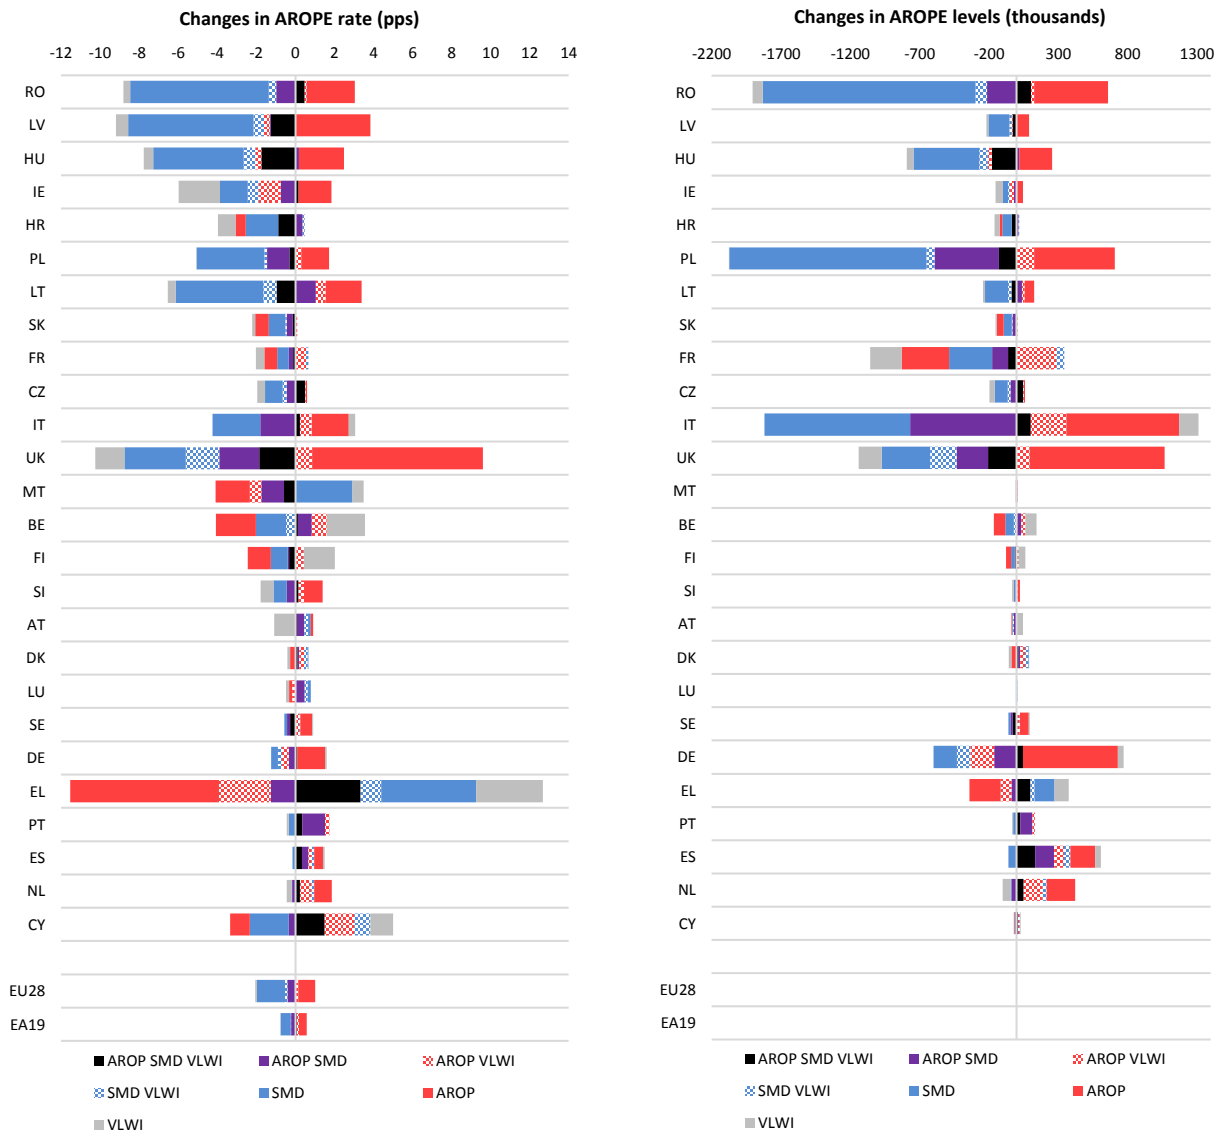 Changes in AROPE rate (pps)
-12 -10 -8 -6 -4 -2 0 2 4 6 8 10 12 14
RO
LV
HU
IE
HR
PL
LT
SK
FR
CZ
IT
UK
MT
BE
FI
SI
AT
DK
LU
SE
DE
EL
PT
ES
NL
CY
EU28
EA19
AROP SMD VLWI AROP SMD AROP VLWI
SMD VLWI SMD AROP
VLWI
Changes in AROPE levels (thousands)
-2200 -1700 -1200 -700 -200 300 800 1300
RO
LV
HU
IE
HR
PL
LT
SK
FR
CZ
IT
UK
MT
BE
FI
SI
AT
DK
LU
SE
DE
EL
PT
ES
NL
CY
EU28
EA19
AROP SMD VLWI AROP SMD AROP VLWI
SMD VLWI SMD AROP
VLWI